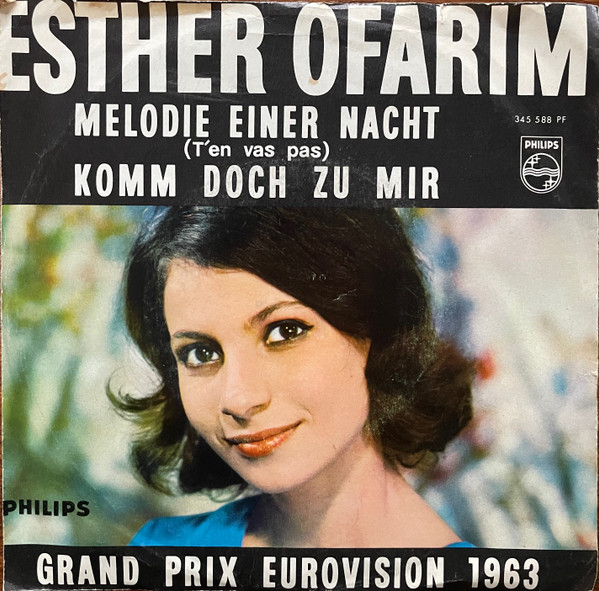 ESTHER OFARIM
MELODIE EINER NACHT
(T'en vas pas)
KOMM DOCH ZU MIR
345 588 PF
PHILIPS
PHILIPS
GRAND PRIX EUROVISION 1963